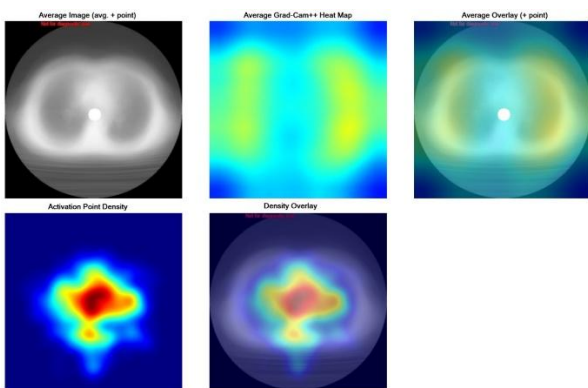 Average Image (avg. + point)
Average Grad-Cam++ Heat Map
Average Overlay (+ point)
Activation Point Density
Density Overlay